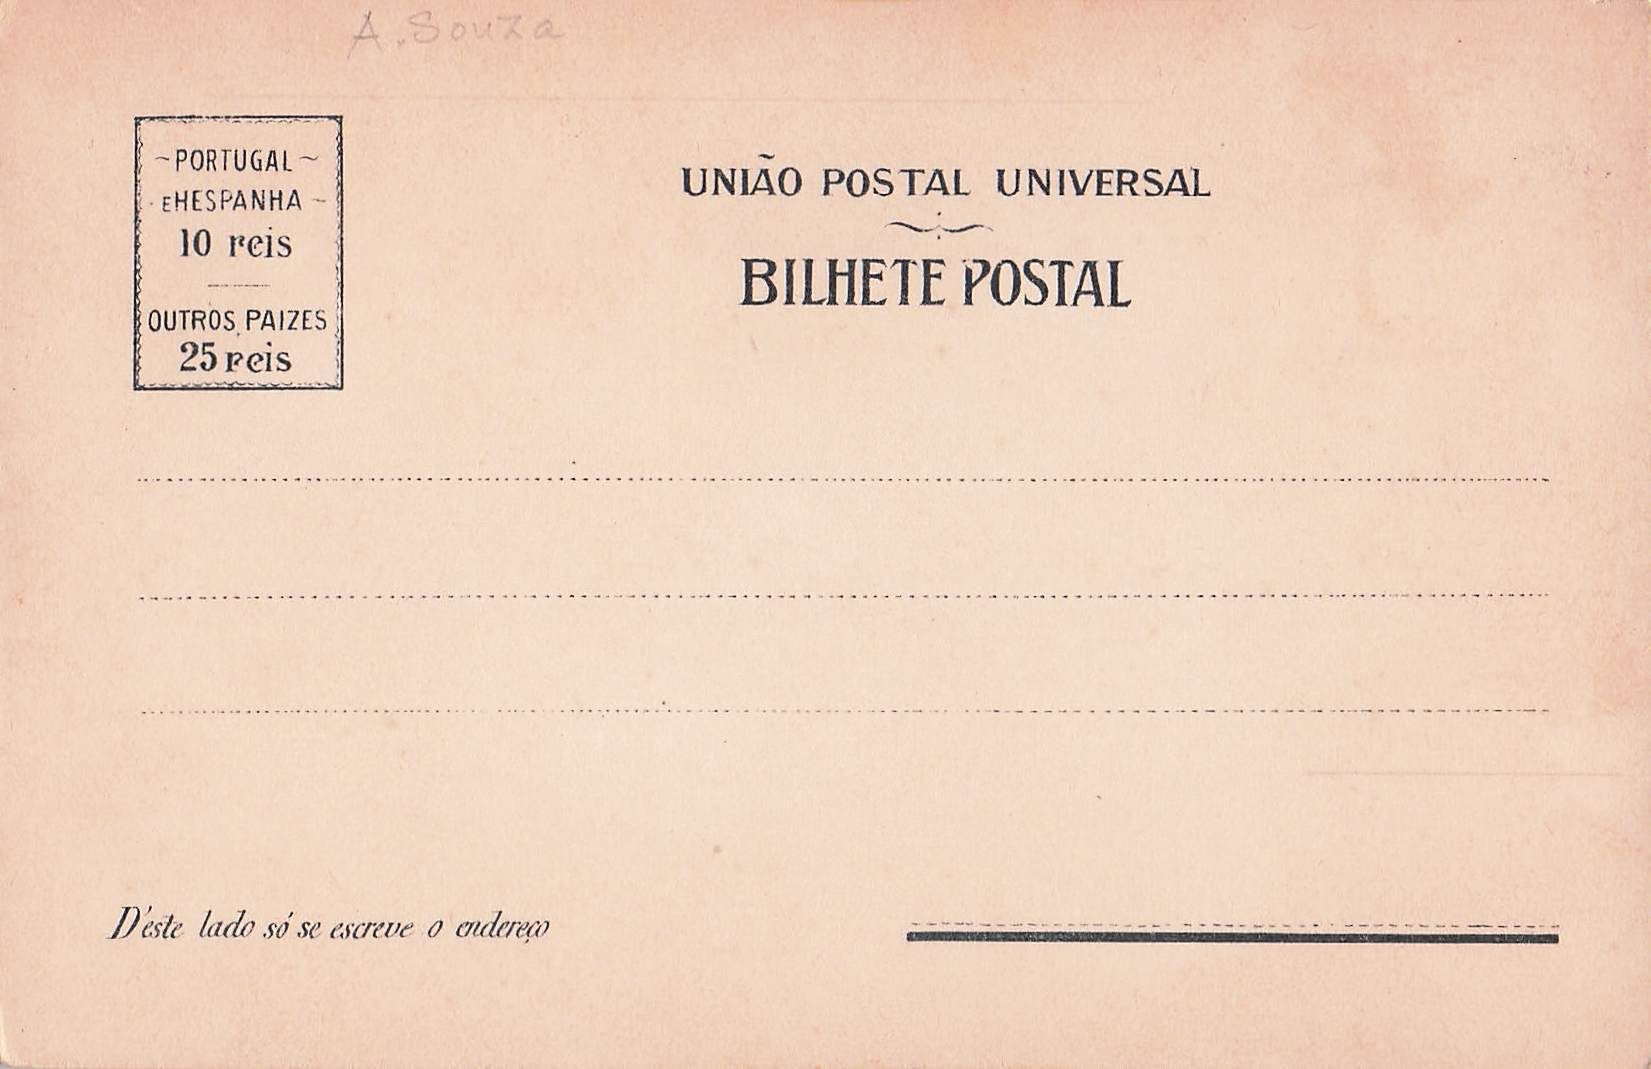 A. Souza
~PORTUGAL~
E HESPANHA ~
10 reis
OUTROS PAIZES
25 reis
UNIÃO POSTAL UNIVERSAL
BILHETE POSTAL
D'este lado só se escreve o endereço